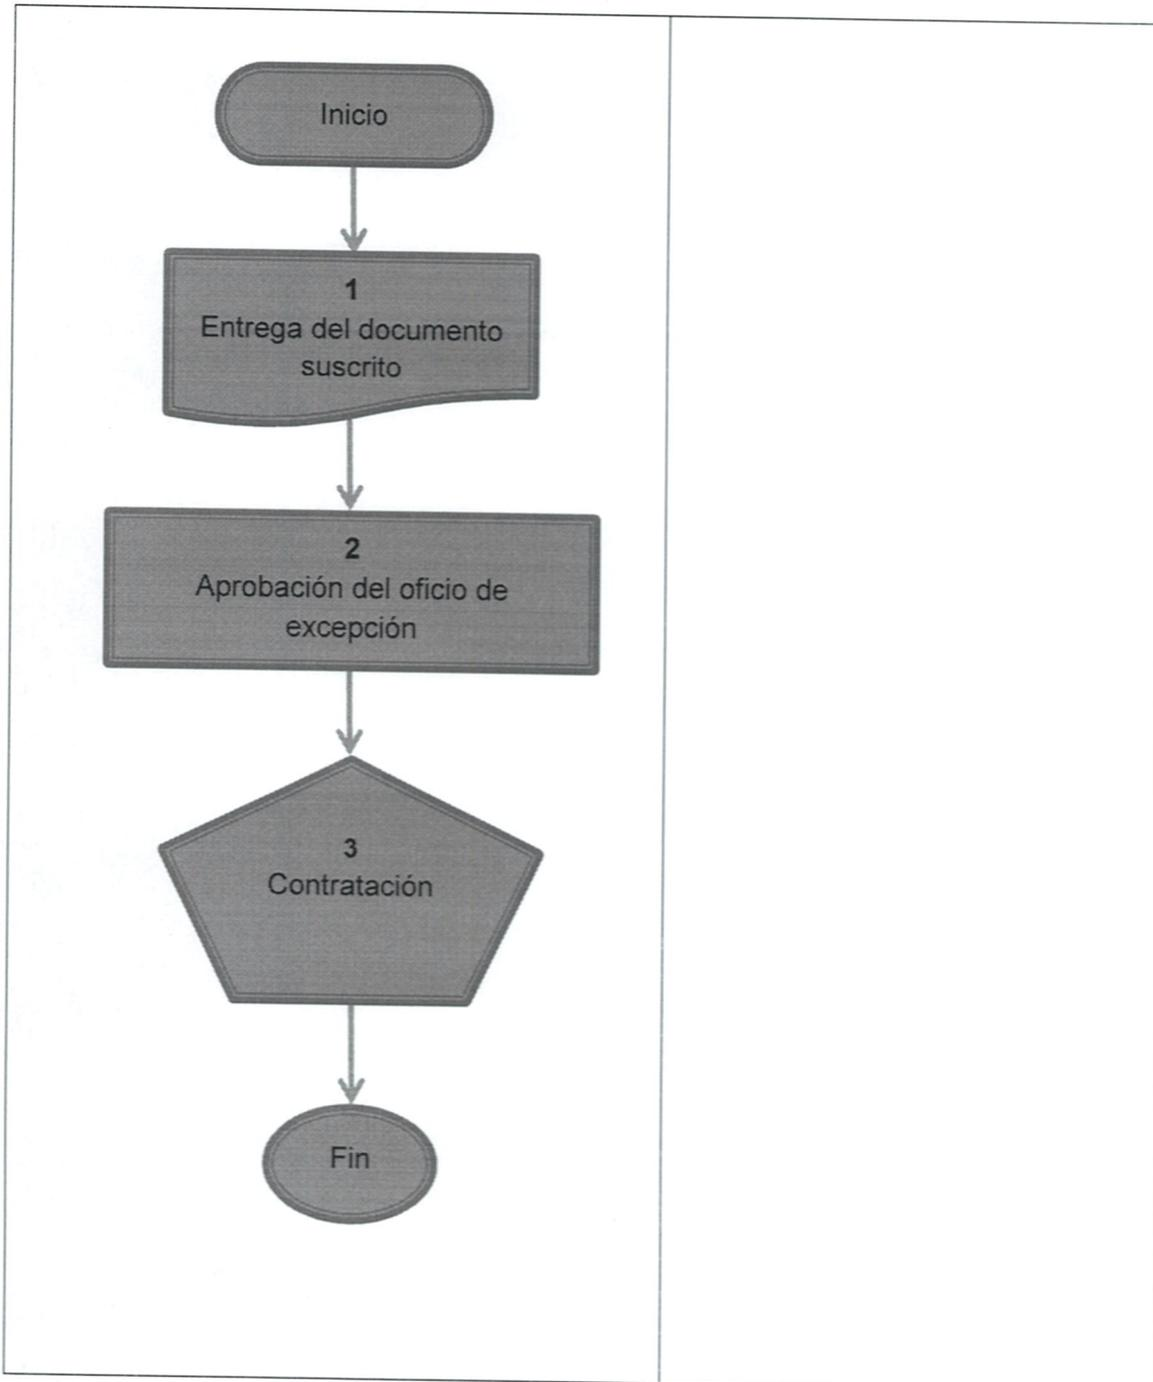 Inicio
1
Entrega del documento
suscrito
2
Aprobación del oficio de
excepción
3
Contratación
Fin